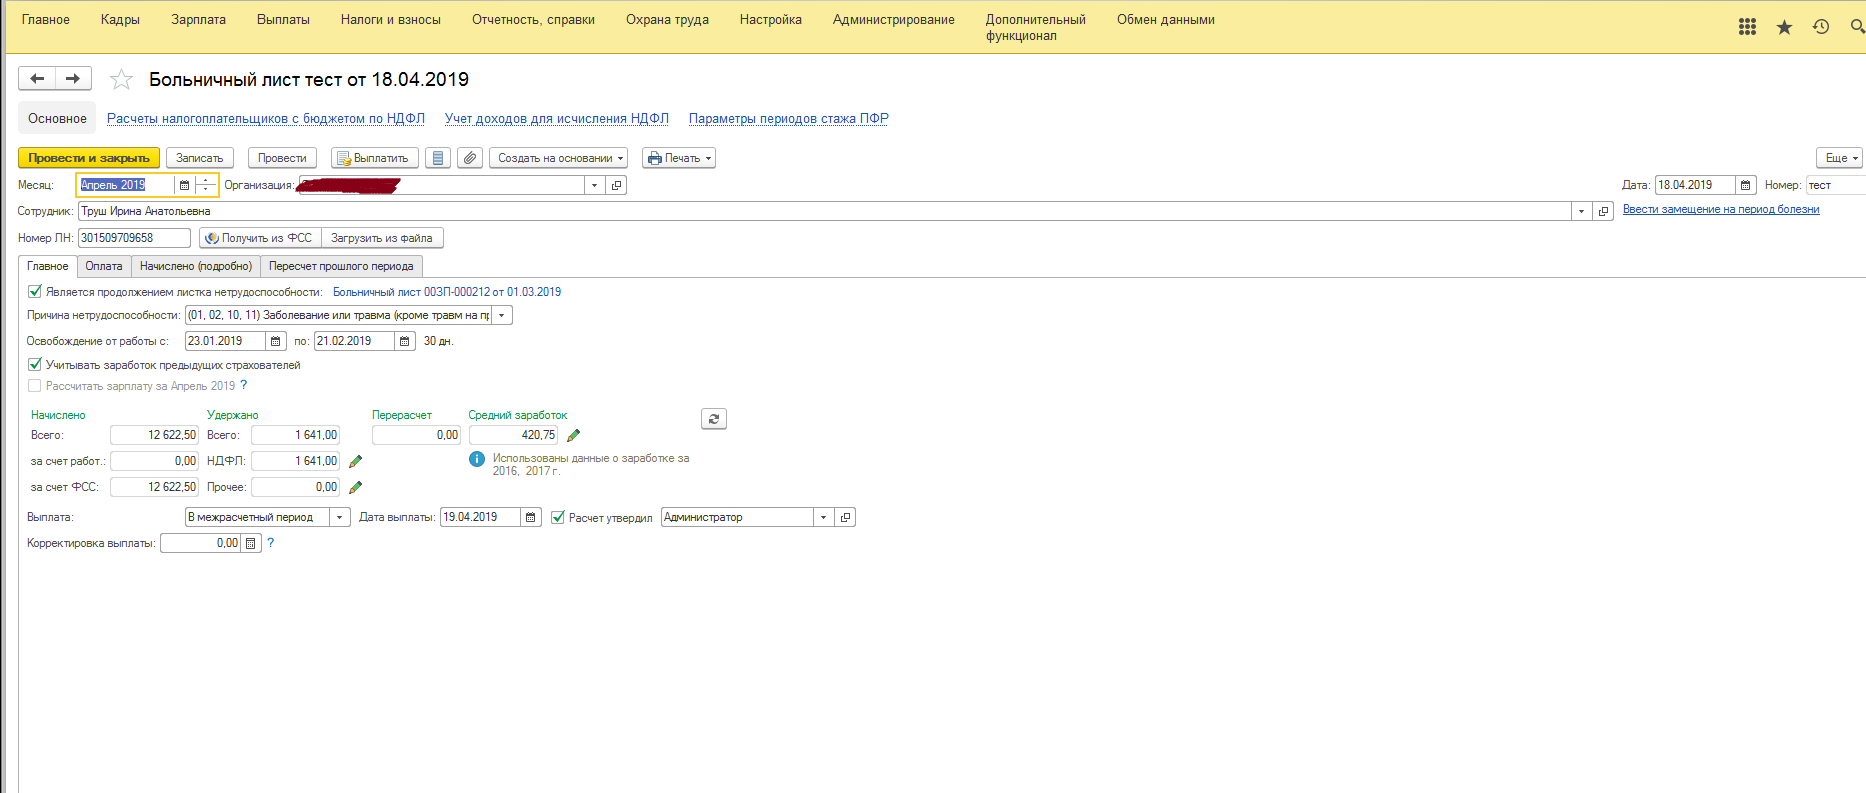 Главное Кадры Зарплата Выплаты Налоги и взносы Отчетность, справки Охрана труда Настройка Администрирование Дополнительный функционал Обмен данными
Больничный лист тест от 18.04.2019
Основное Расчеты налогоплательщиков с бюджетом по НДФЛ Учет доходов для исчисления НДФЛ Параметры периодов стажа ПФР
Провести и закрыть Записать Провести Выплатить Создать на основании Печать Еще
Месяц: Апрель 2019 Организация: Дата: 18.04.2019 Номер: тест
Сотрудник: Труш Ирина Анатольевна Ввести замещение на период болезни
Номер ЛН: 301509709658 Получить из ФСС Загрузить из файла
Главное Оплата Начислено (подробно) Пересчет прошлого периода
Является продолжением листка нетрудоспособности: Больничный лист 00ЗП-000212 от 01.03.2019
Причина нетрудоспособности: (01, 02, 10, 11) Заболевание или травма (кроме травм на пр
Освобождение от работы с: 23.01.2019 по: 21.02.2019 30 дн.
Учитывать заработок предыдущих страхователей
Рассчитать зарплату за Апрель 2019 ?
Начислено Удержано Перерасчет Средний заработок
Всего: 12 622,50 Всего: 1 641,00 0,00 420,75
за счет работ.: 0,00 НДФЛ: 1 641,00 Использованы данные о заработке за
2016, 2017 г.
за счет ФСС: 12 622,50 Прочее: 0,00
Выплата: В межрасчетный период Дата выплаты: 19.04.2019 Расчет утвердил Администратор
Корректировка выплаты: 0,00 ?